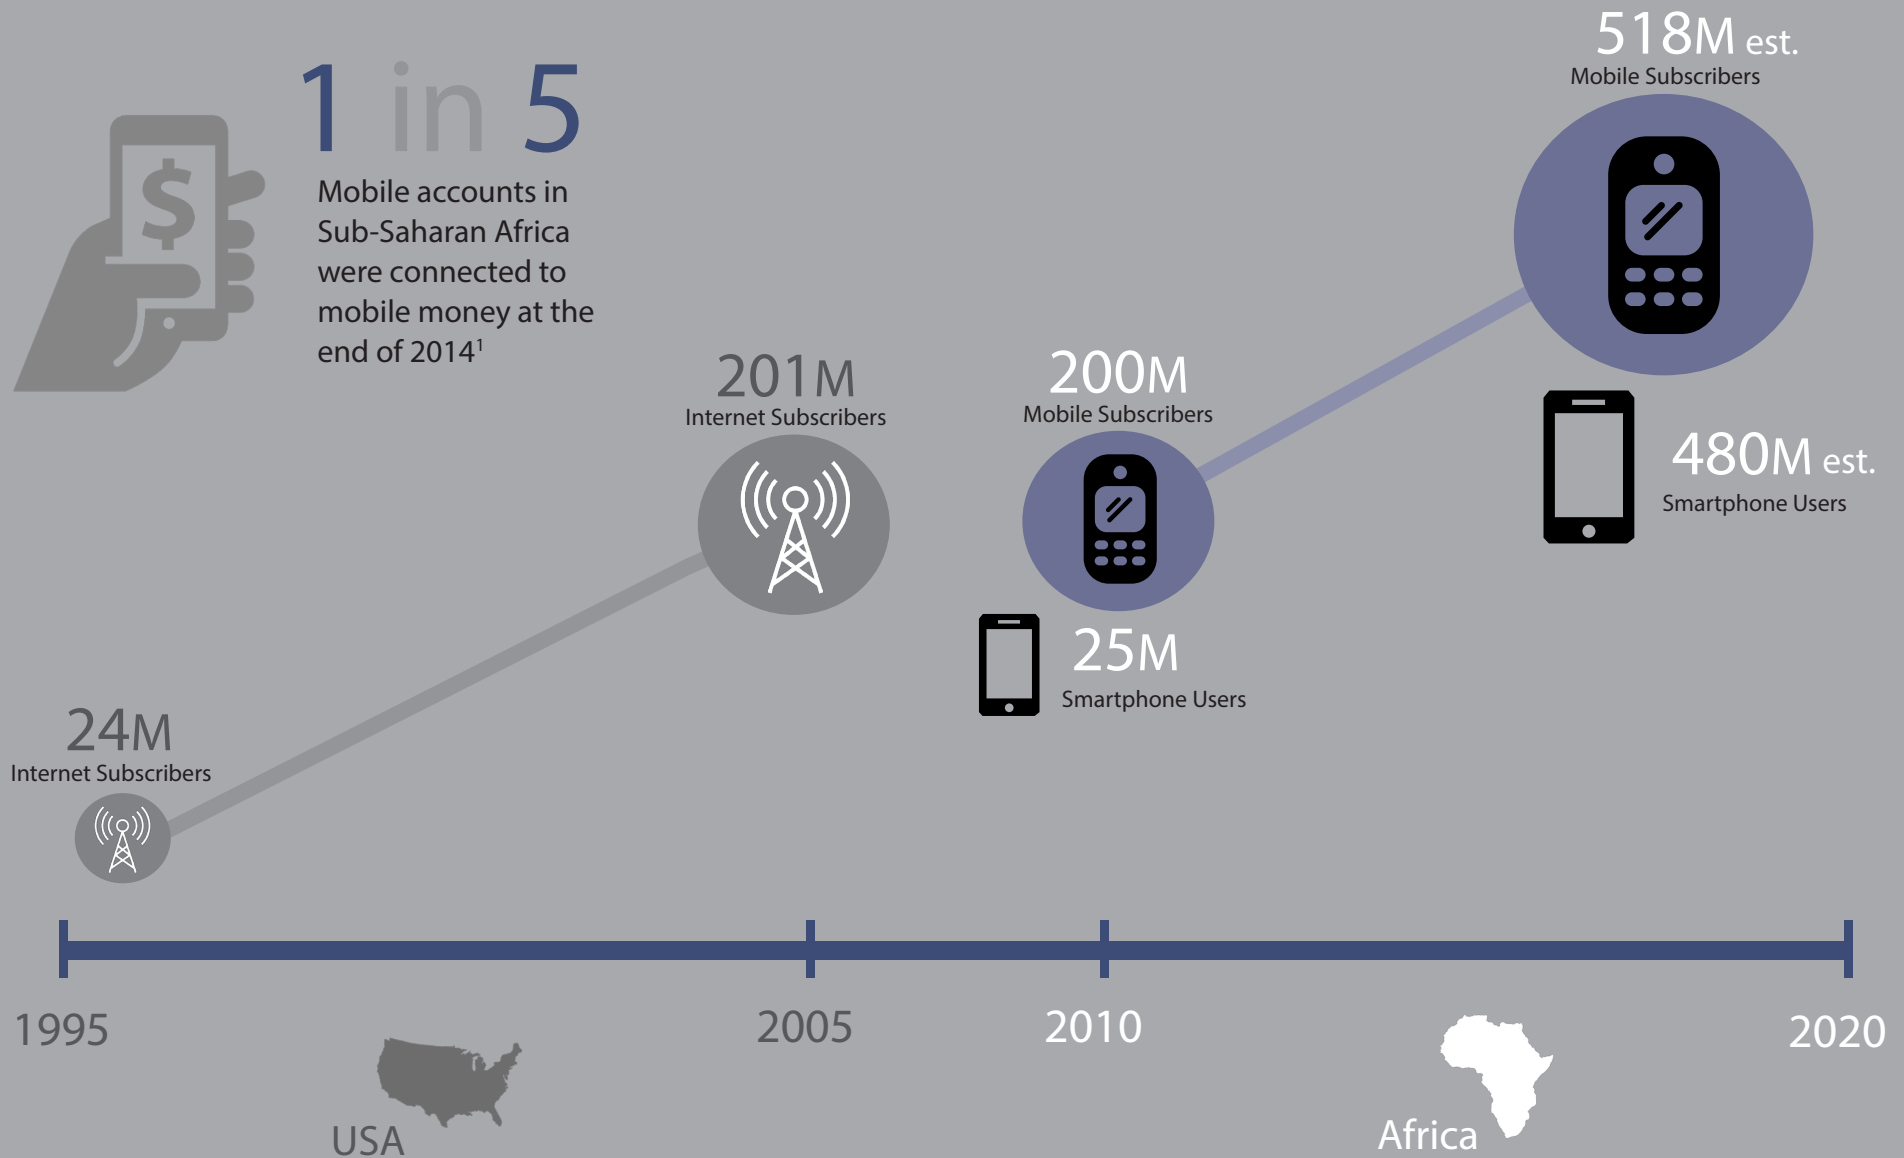 1 in 5
Mobile accounts in
Sub-Saharan Africa
were connected to
mobile money at the
end of 2014¹
$
518M est.
Mobile Subscribers
201M
Internet Subscribers
200M
Mobile Subscribers
480M est.
Smartphone Users
25M
Smartphone Users
24M
Internet Subscribers
1995
2005
2010
2020
USA
Africa